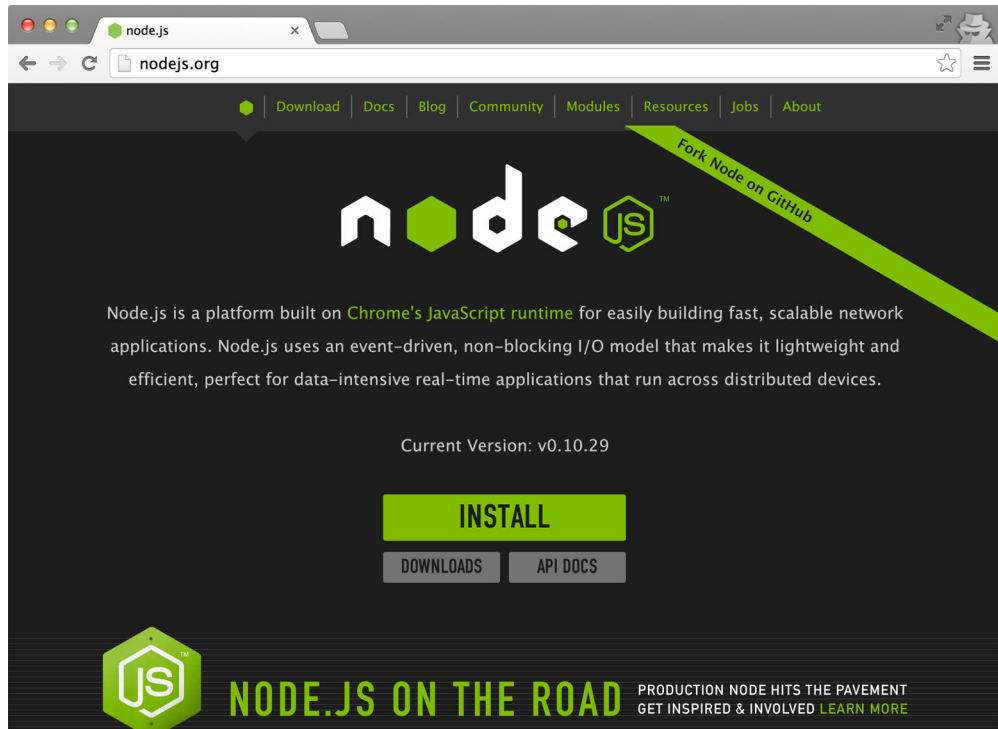 node.js
nodejs.org
Download Docs Blog Community Modules Resources Jobs About
Fork Node on GitHub
node JS™
Node.js is a platform built on Chrome's JavaScript runtime for easily building fast, scalable network
applications. Node.js uses an event-driven, non-blocking I/O model that makes it lightweight and
efficient, perfect for data-intensive real-time applications that run across distributed devices.
Current Version: v0.10.29
INSTALL
DOWNLOADS API DOCS
JS™
NODE.JS ON THE ROAD
PRODUCTION NODE HITS THE PAVEMENT
GET INSPIRED & INVOLVED LEARN MORE